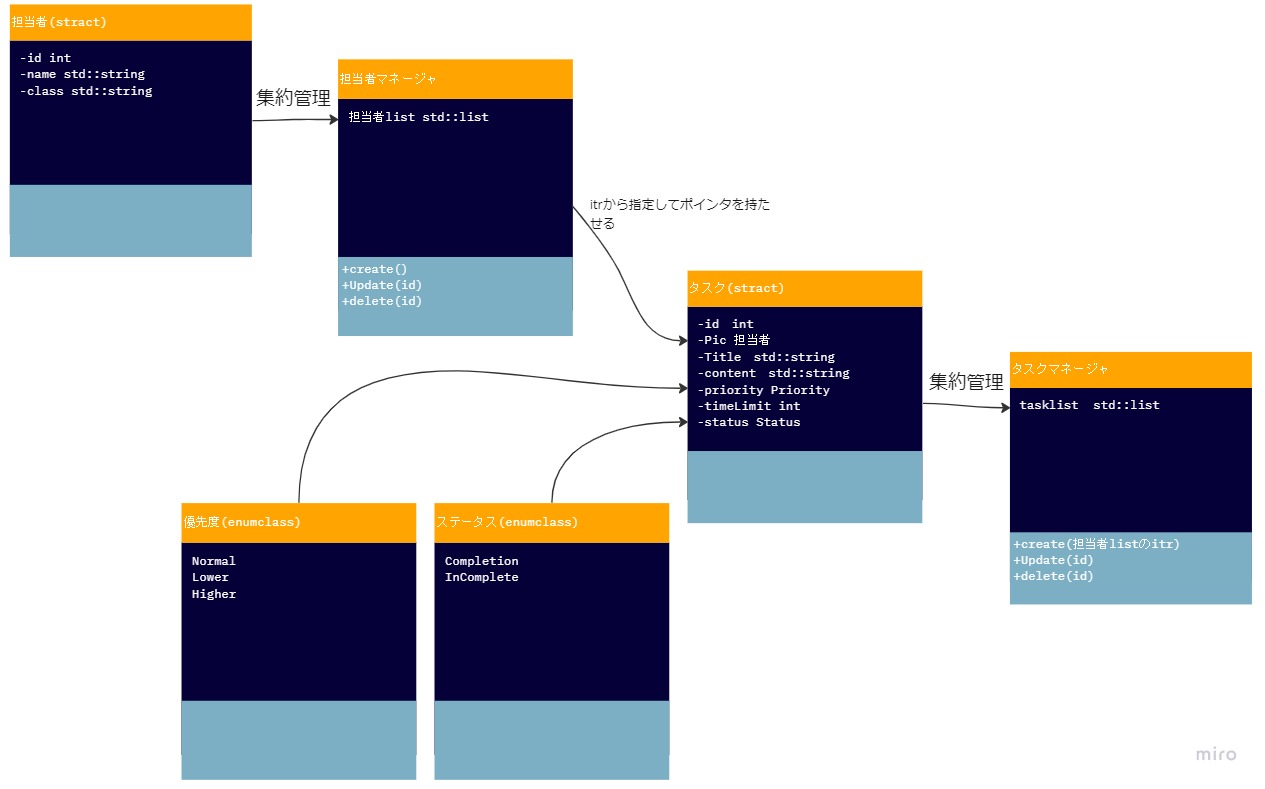 担当者(stract)
-id int
-name std::string
-class std::string
集約管理
担当者マネージャ
担当者list std::list
+create()
+Update(id)
+delete(id)
itrから指定してポインタを持た
せる
タスク(stract)
-id int
-Pic 担当者
-Title std::string
-content std::string
-priority Priority
-timeLimit int
-status Status
集約管理
タスクマネージャ
tasklist std::list
+create(担当者listのitr)
+Update(id)
+delete(id)
優先度(enumclass)
Normal
Lower
Higher
ステータス(enumclass)
Completion
InComplete
miro